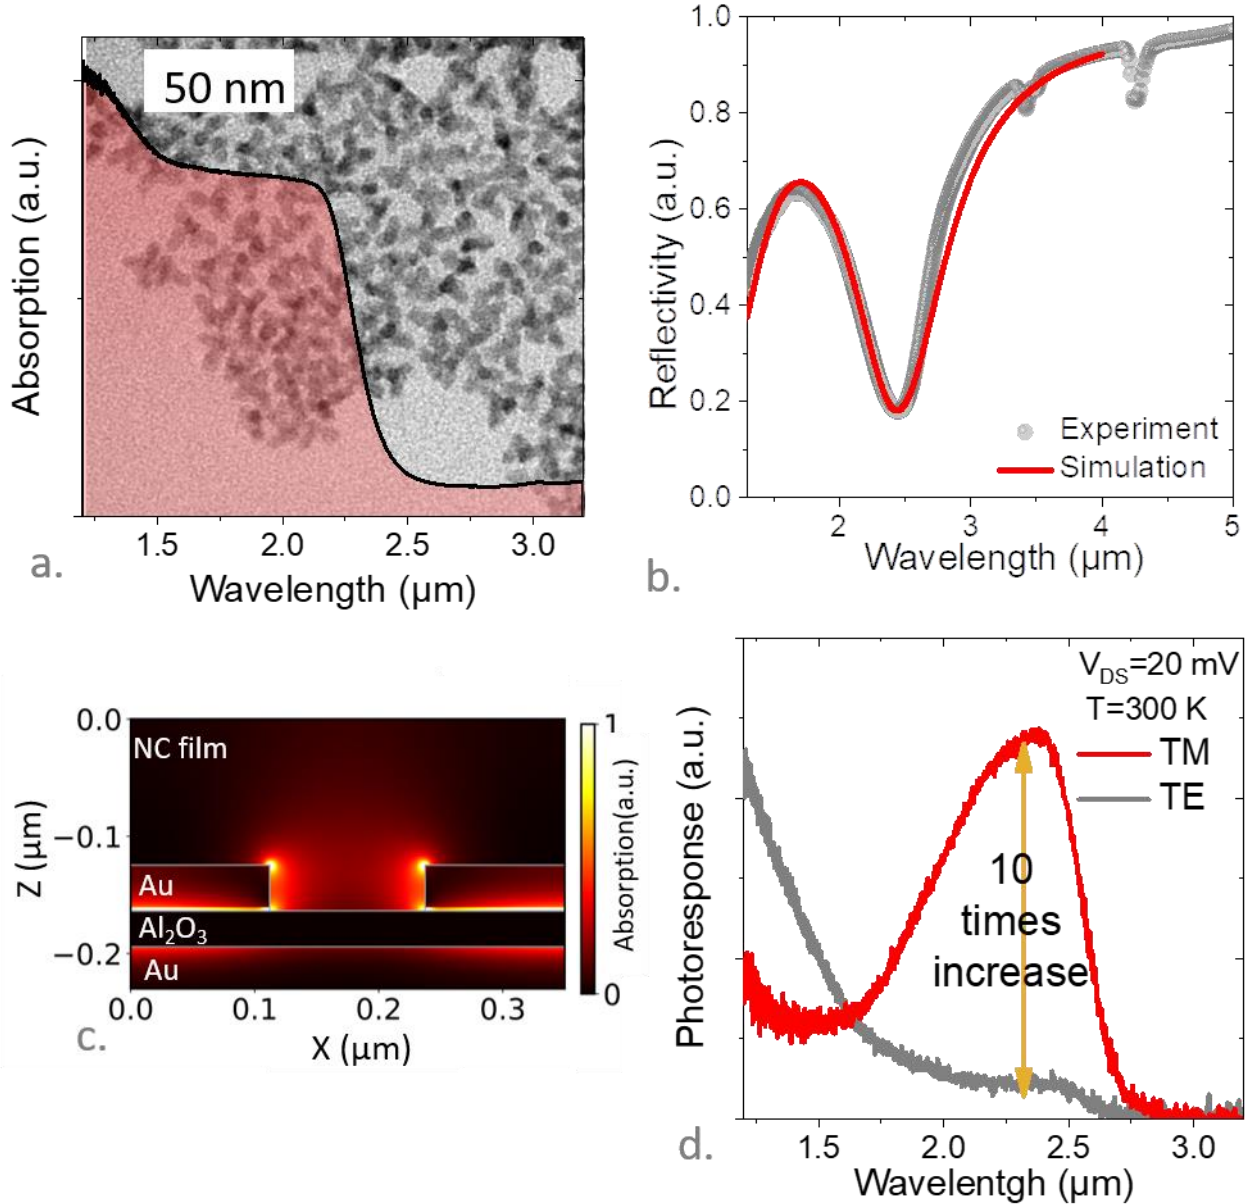 50 nm
Absorption (a.u.)
1.5 2.0 2.5 3.0
Wavelength (µm)
a.
1.0
0.8
0.6
0.4
0.2
0.0
Reflectivity (a.u.)
Experiment
Simulation
2 3 4 5
Wavelength (µm)
b.
0.0
−0.1
−0.2
Z (µm)
NC film
Au
Al₂O₃
Au
0.0 0.1 0.2 0.3
X (µm)
1
0
Absorption(a.u.)
c.
V_DS=20 mV
T=300 K
TM
TE
10
times
increase
Photoresponse (a.u.)
1.5 2.0 2.5 3.0
Wavelentgh (µm)
d.